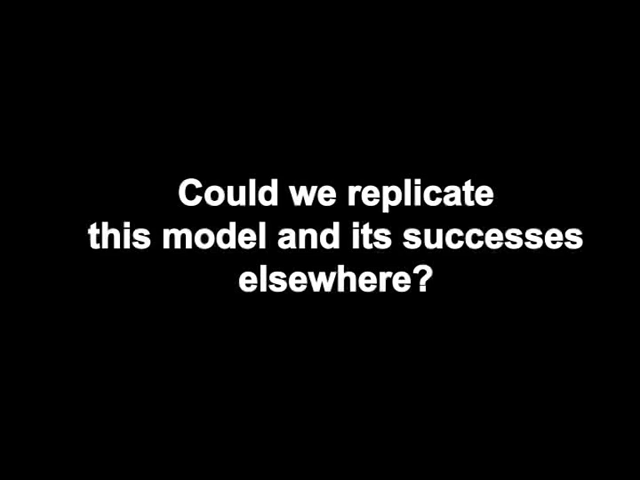 Could we replicate
this model and its successes
elsewhere?